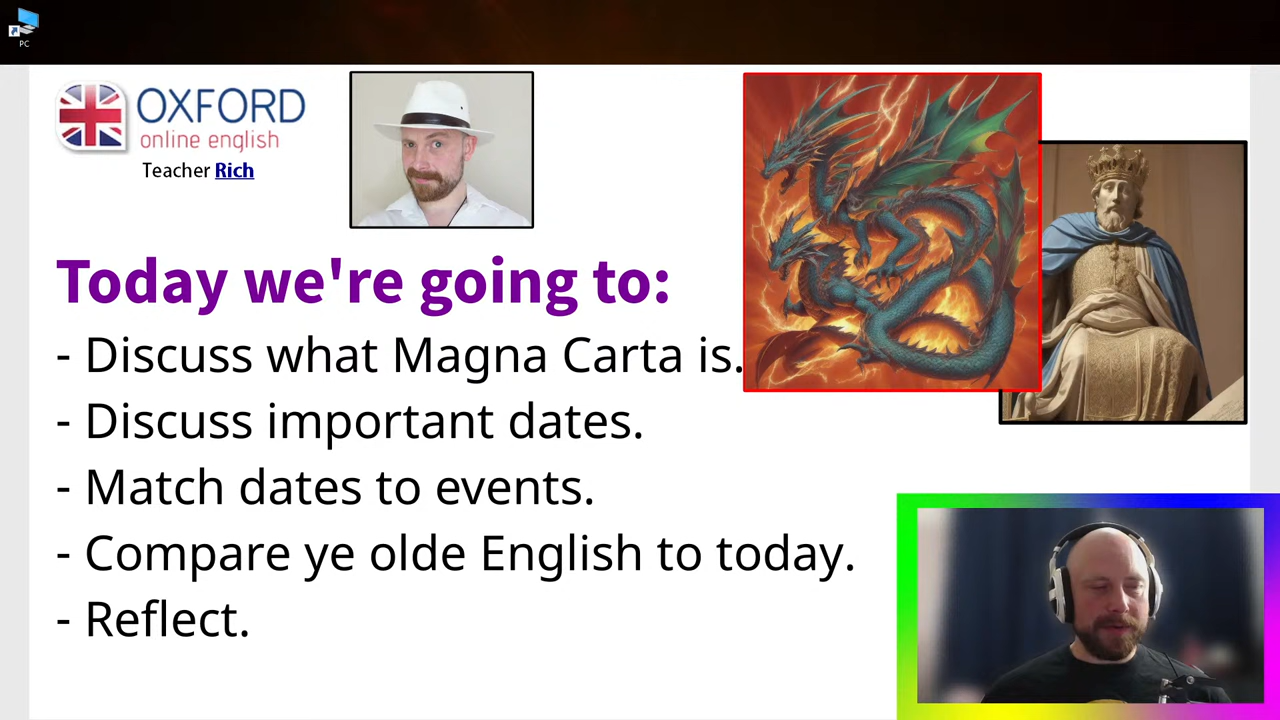 PC
OXFORD
online english
Teacher Rich
Today we're going to:
- Discuss what Magna Carta is.
- Discuss important dates.
- Match dates to events.
- Compare ye olde English to today.
- Reflect.